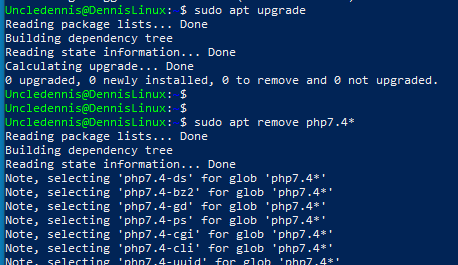 Uncledennis@DennisLinux: $ sudo apt upgrade
Reading package lists... Done
Building dependency tree
Reading state information... Done
Calculating upgrade... Done
0 upgraded, 0 newly installed, 0 to remove and 0 not upgraded.
Uncledennis@DennisLinux: $
Uncledennis@DennisLinux: $
Uncledennis@DennisLinux: $ sudo apt remove php7.4*
Reading package lists... Done
Building dependency tree
Reading state information... Done
Note, selecting 'php7.4-ds' for glob 'php7.4*'
Note, selecting 'php7.4-bz2' for glob 'php7.4*'
Note, selecting 'php7.4-gd' for glob 'php7.4*'
Note, selecting 'php7.4-ps' for glob 'php7.4*'
Note, selecting 'php7.4-cgi' for glob 'php7.4*'
Note, selecting 'php7.4-cli' for glob 'php7.4*'
Note, selecting 'php7.4-uuid' for glob 'php7.4*'